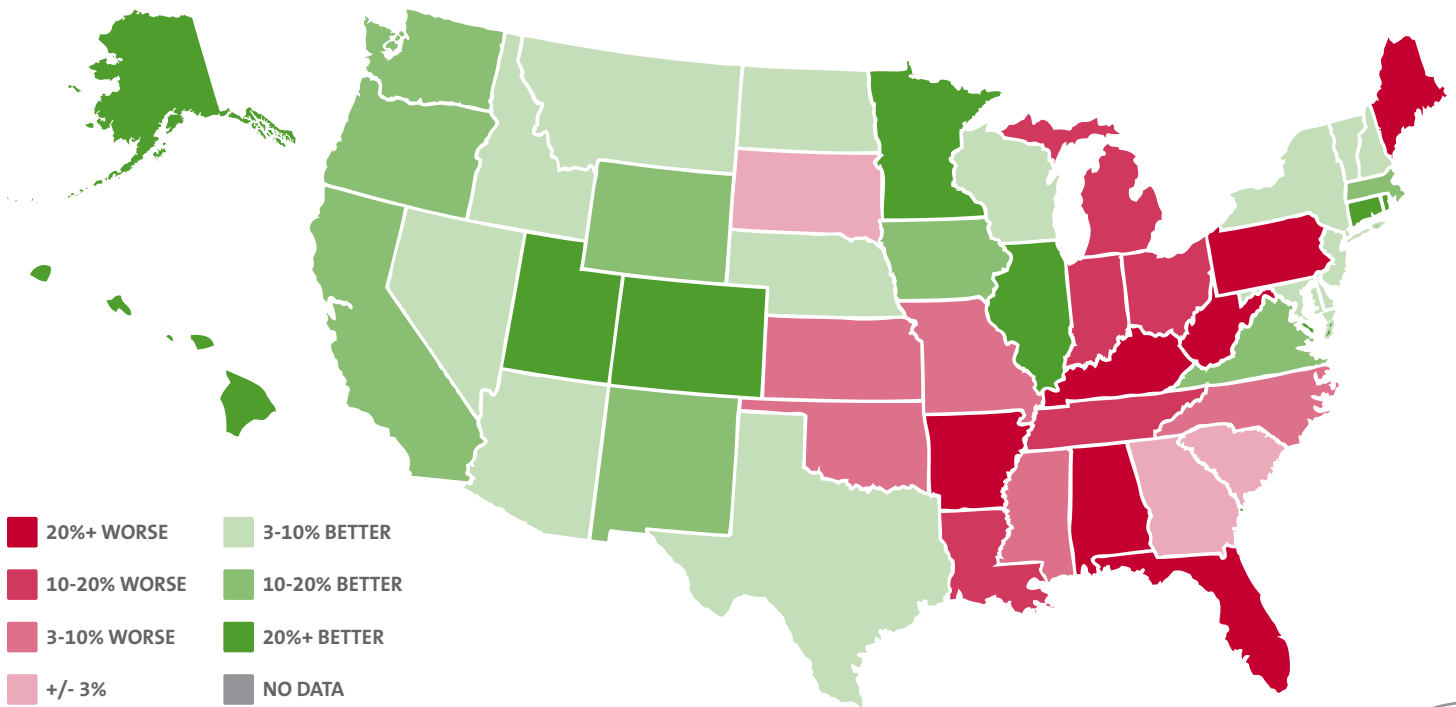 20%+ WORSE
10-20% WORSE
3-10% WORSE
+/- 3%
3-10% BETTER
10-20% BETTER
20%+ BETTER
NO DATA